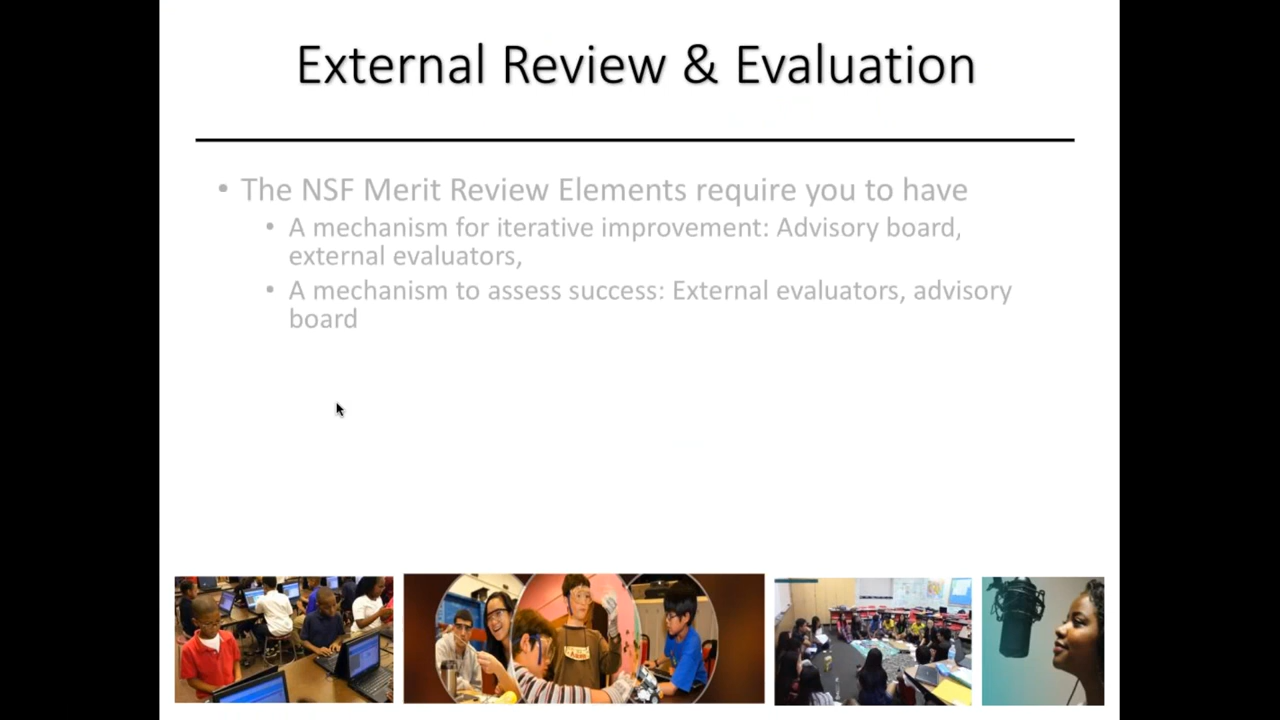 External Review & Evaluation
• The NSF Merit Review Elements require you to have
• A mechanism for iterative improvement: Advisory board,
external evaluators,
• A mechanism to assess success: External evaluators, advisory
board